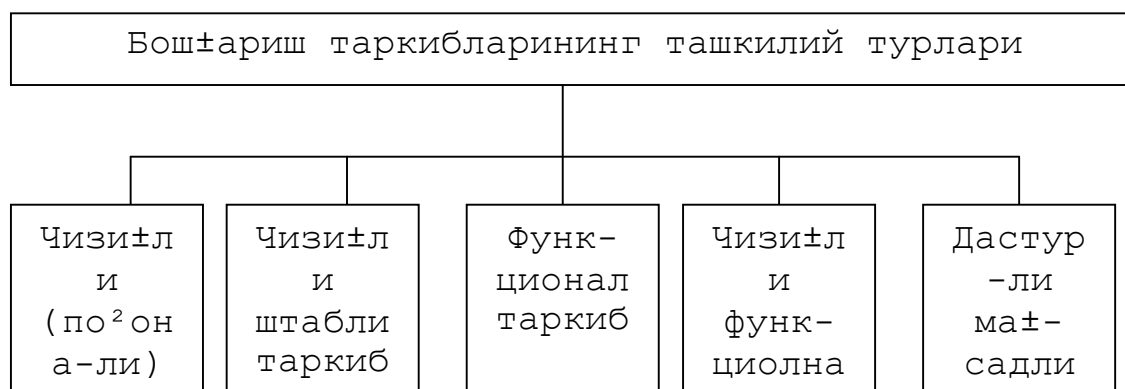 Бош±ариш таркибларининг ташкилий турлари
Чизи±л
и
(по²он
а-ли)
Чизи±л
и
штабли
таркиб
Функ-
ционал
таркиб
Чизи±л
и
функ-
циолна
Дастур
-ли
ма±-
садли